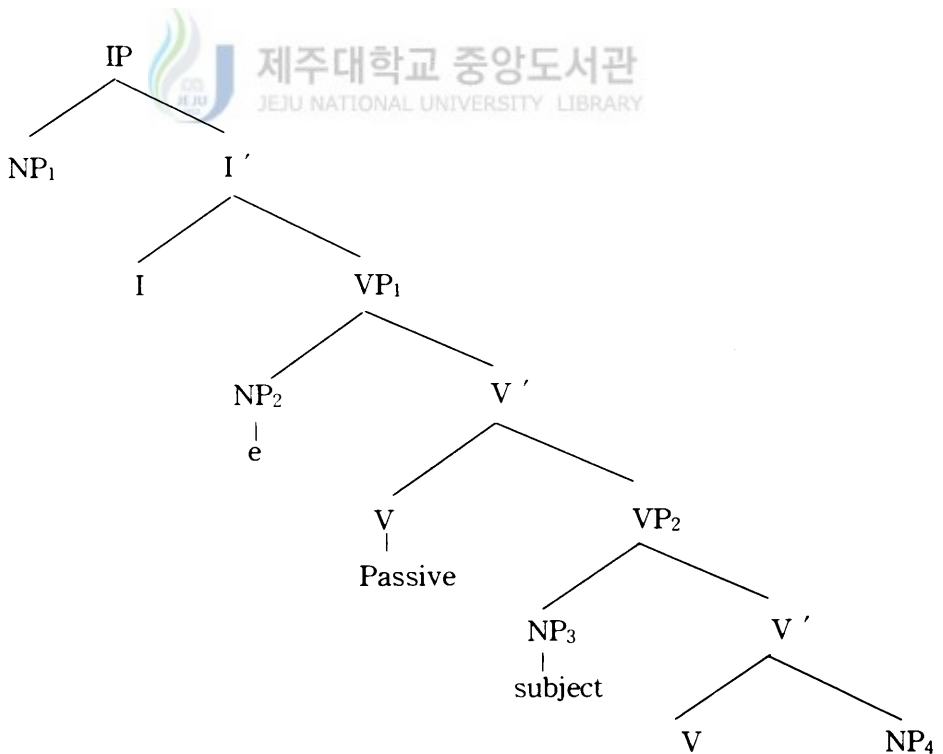 IP
제주대학교 중앙도서관
JEJU NATIONAL UNIVERSITY LIBRARY
JEJU
NP₁ I ′
I VP₁
NP₂ V ′
e
V VP₂
Passive
NP₃ V ′
subject
V NP₄